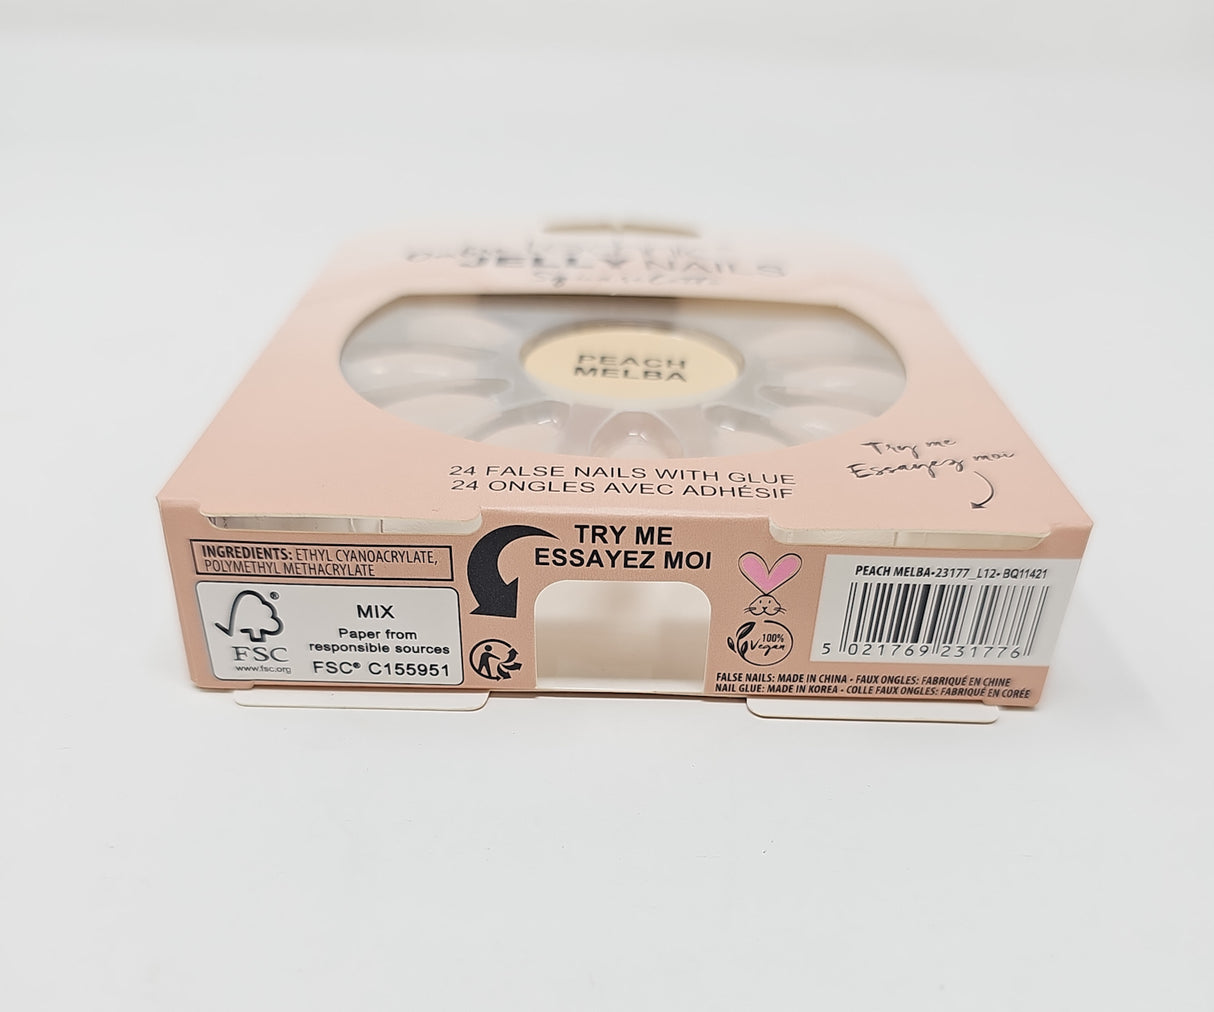 JELLY NAILS
PEACH
MELBA
Try me
Essayez moi
24 FALSE NAILS WITH GLUE
24 ONGLES AVEC ADHÉSIF
TRY ME
ESSAYEZ MOI
INGREDIENTS: ETHYL CYANOACRYLATE,
POLYMETHYL METHACRYLATE
FSC®
www.fsc.org
MIX
Paper from
responsible sources
FSC® C155951
100%
Vegan
PEACH MELBA•23177_L12• BQ11421
5 021769 231776
FALSE NAILS: MADE IN CHINA • FAUX ONGLES: FABRIQUÉ EN CHINE
NAIL GLUE: MADE IN KOREA • COLLE FAUX ONGLES: FABRIQUÉ EN CORÉE